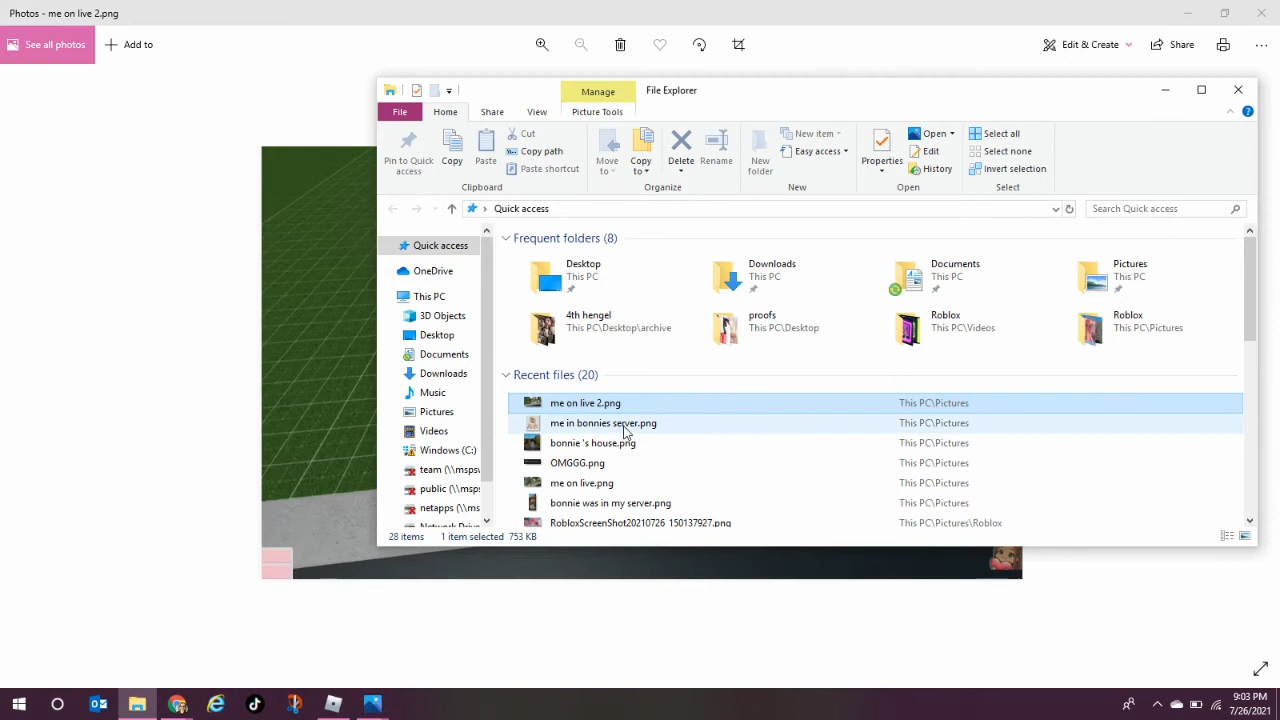 Photos - me on live 2.png
See all photos
Add to
Edit & Create
Share
Manage
File Explorer
File
Home
Share
View
Picture Tools
Pin to Quick access
Copy
Paste
Cut
Copy path
Paste shortcut
Clipboard
Move to
Copy to
Delete
Rename
Organize
New folder
New item
Easy access
New
Properties
Open
Edit
History
Open
Select all
Select none
Invert selection
Select
Quick access
Search Quick access
Quick access
OneDrive
This PC
3D Objects
Desktop
Documents
Downloads
Music
Pictures
Videos
Windows (C:)
team (\\msps
public (\\msps
netapps (\\ms
Frequent folders (8)
Desktop
This PC
Downloads
This PC
Documents
This PC
Pictures
This PC
4th hengel
This PC\Desktop\archive
proofs
This PC\Desktop
Roblox
This PC\Videos
Roblox
This PC\Pictures
Recent files (20)
me on live 2.png This PC\Pictures
me in bonnies server.png This PC\Pictures
bonnie 's house.png This PC\Pictures
OMGGG.png This PC\Pictures
me on live.png This PC\Pictures
bonnie was in my server.png This PC\Pictures
RobloxScreenShot20210726_150137927.png This PC\Pictures\Roblox
28 items 1 item selected 753 KB
9:03 PM
7/26/2021